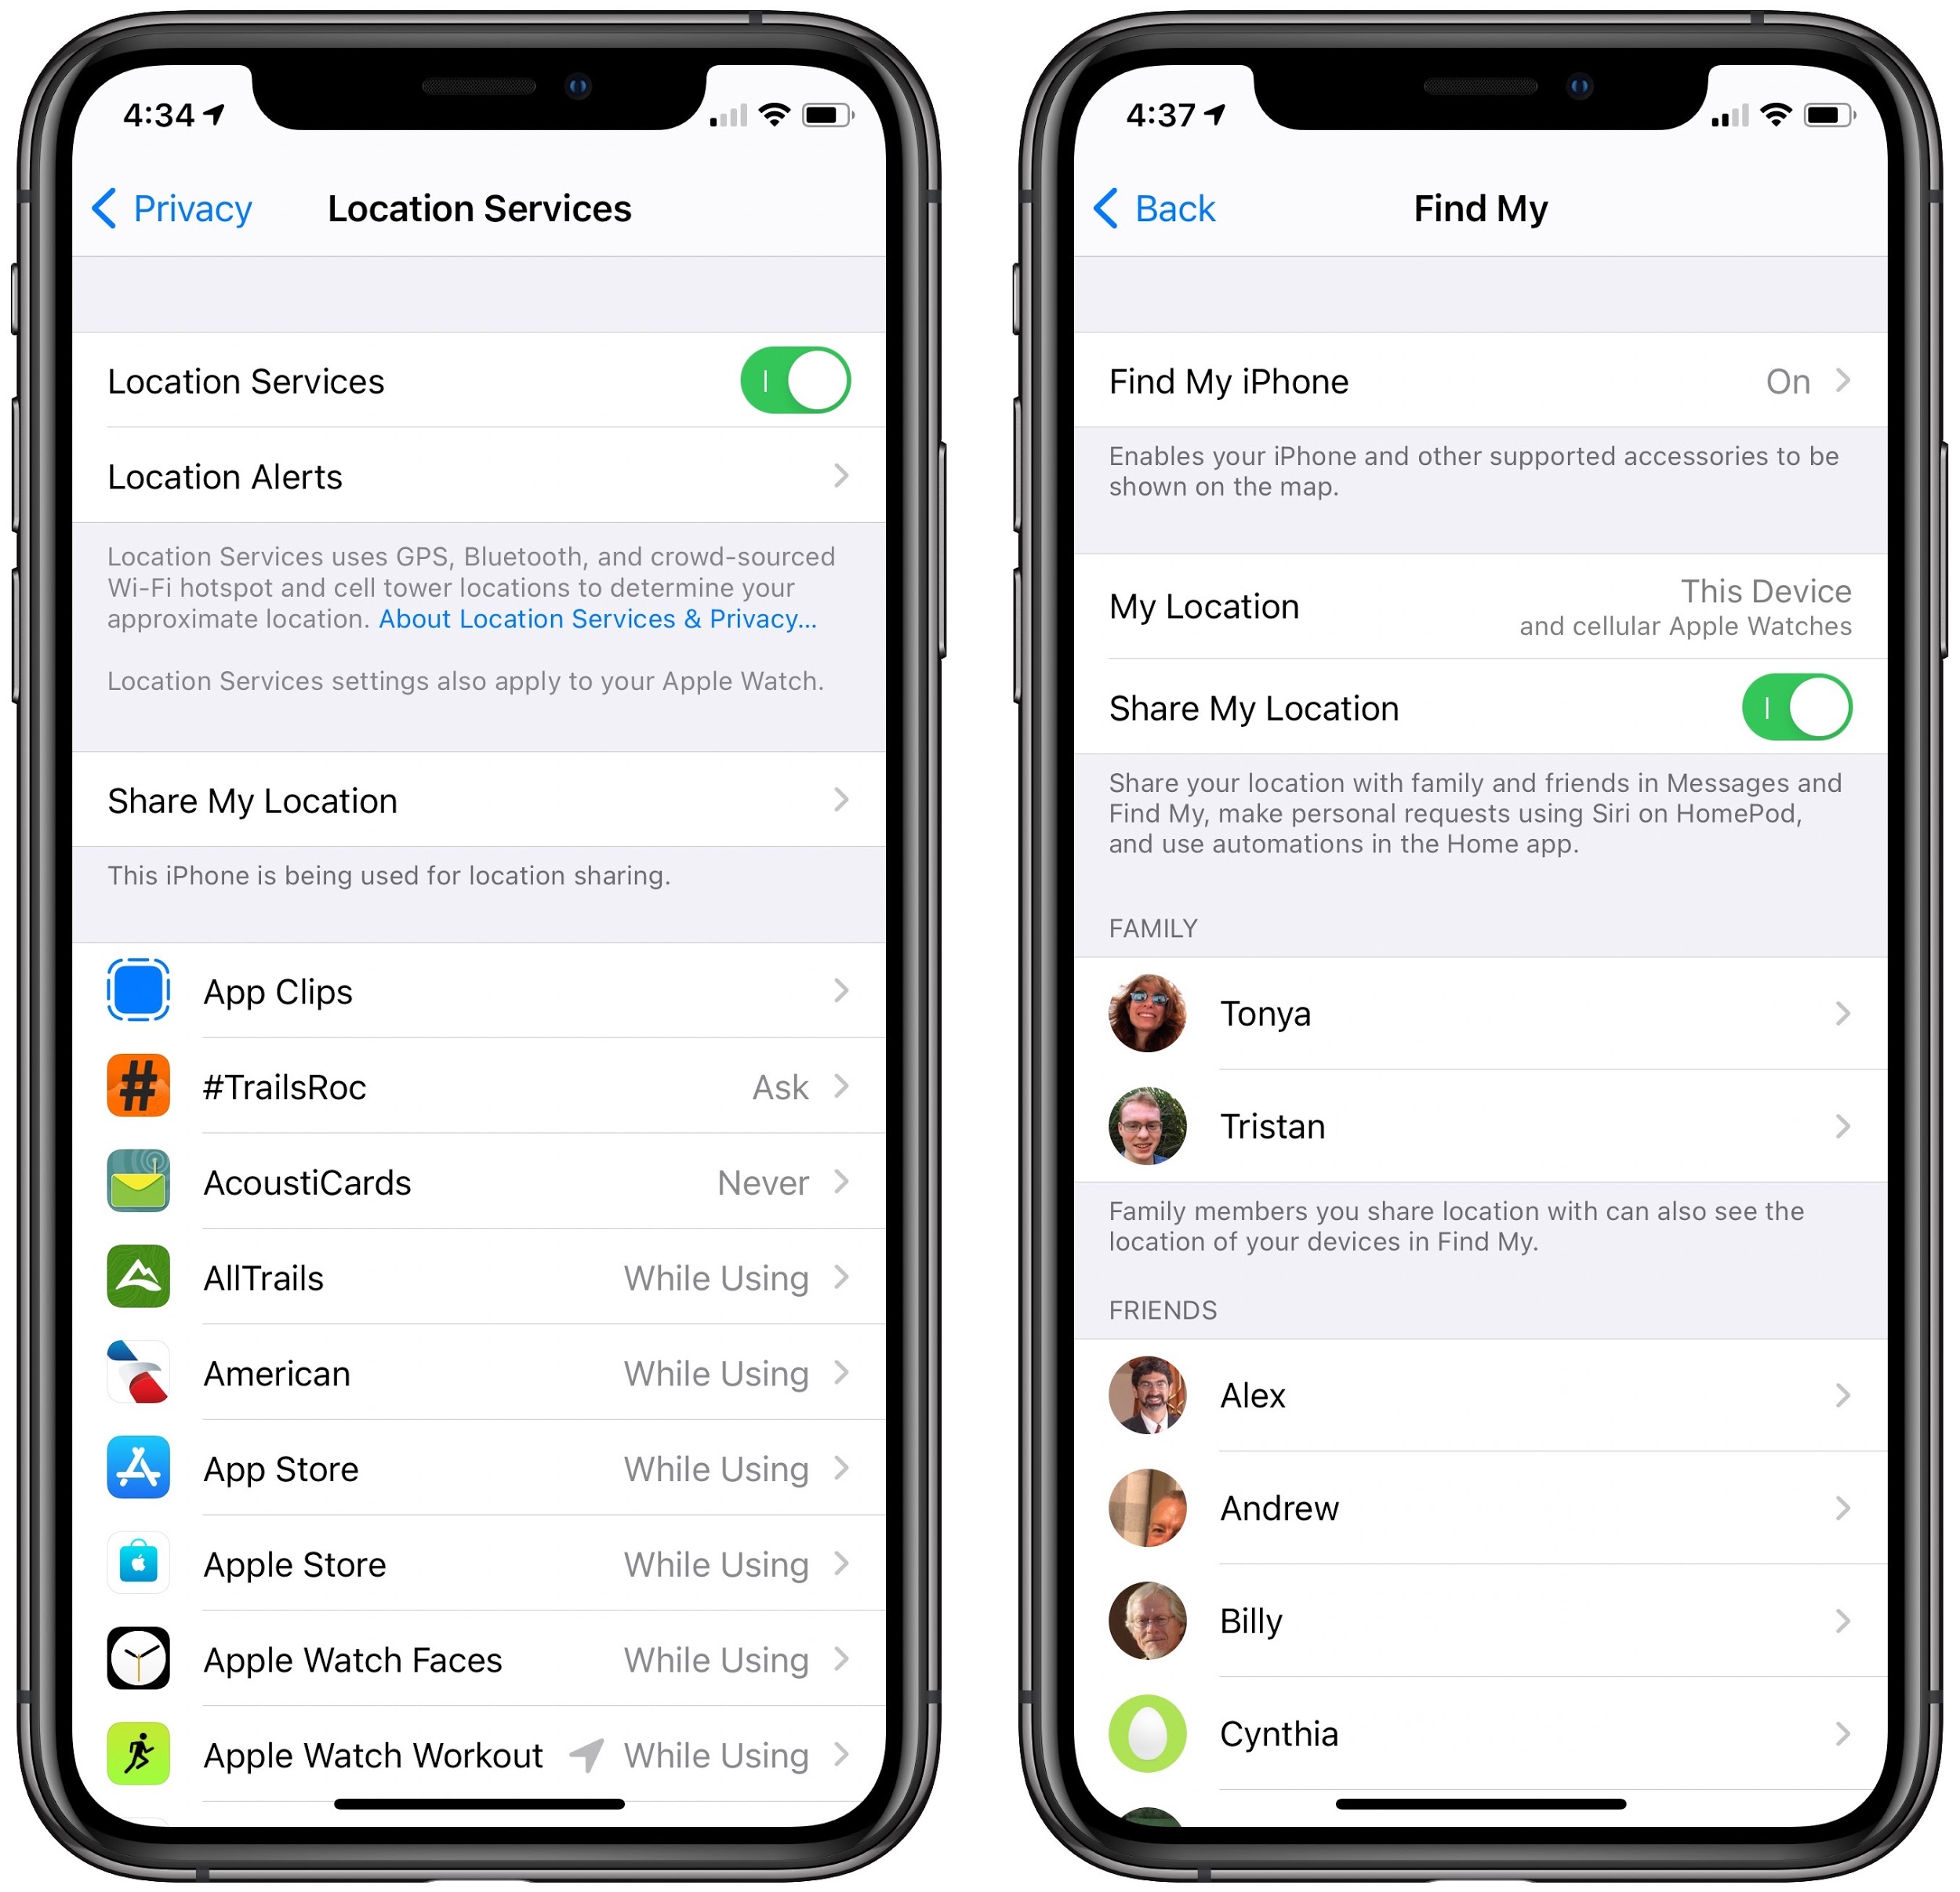 4:34
Privacy
Location Services
Location Services
Location Alerts
Location Services uses GPS, Bluetooth, and crowd-sourced
Wi-Fi hotspot and cell tower locations to determine your
approximate location. About Location Services & Privacy...
Location Services settings also apply to your Apple Watch.
Share My Location
This iPhone is being used for location sharing.
App Clips
#TrailsRoc Ask
AcoustiCards Never
AllTrails While Using
American While Using
App Store While Using
Apple Store While Using
Apple Watch Faces While Using
Apple Watch Workout While Using
4:37
Back
Find My
Find My iPhone On
Enables your iPhone and other supported accessories to be
shown on the map.
My Location This Device
and cellular Apple Watches
Share My Location
Share your location with family and friends in Messages and
Find My, make personal requests using Siri on HomePod,
and use automations in the Home app.
FAMILY
Tonya
Tristan
Family members you share location with can also see the
location of your devices in Find My.
FRIENDS
Alex
Andrew
Billy
Cynthia